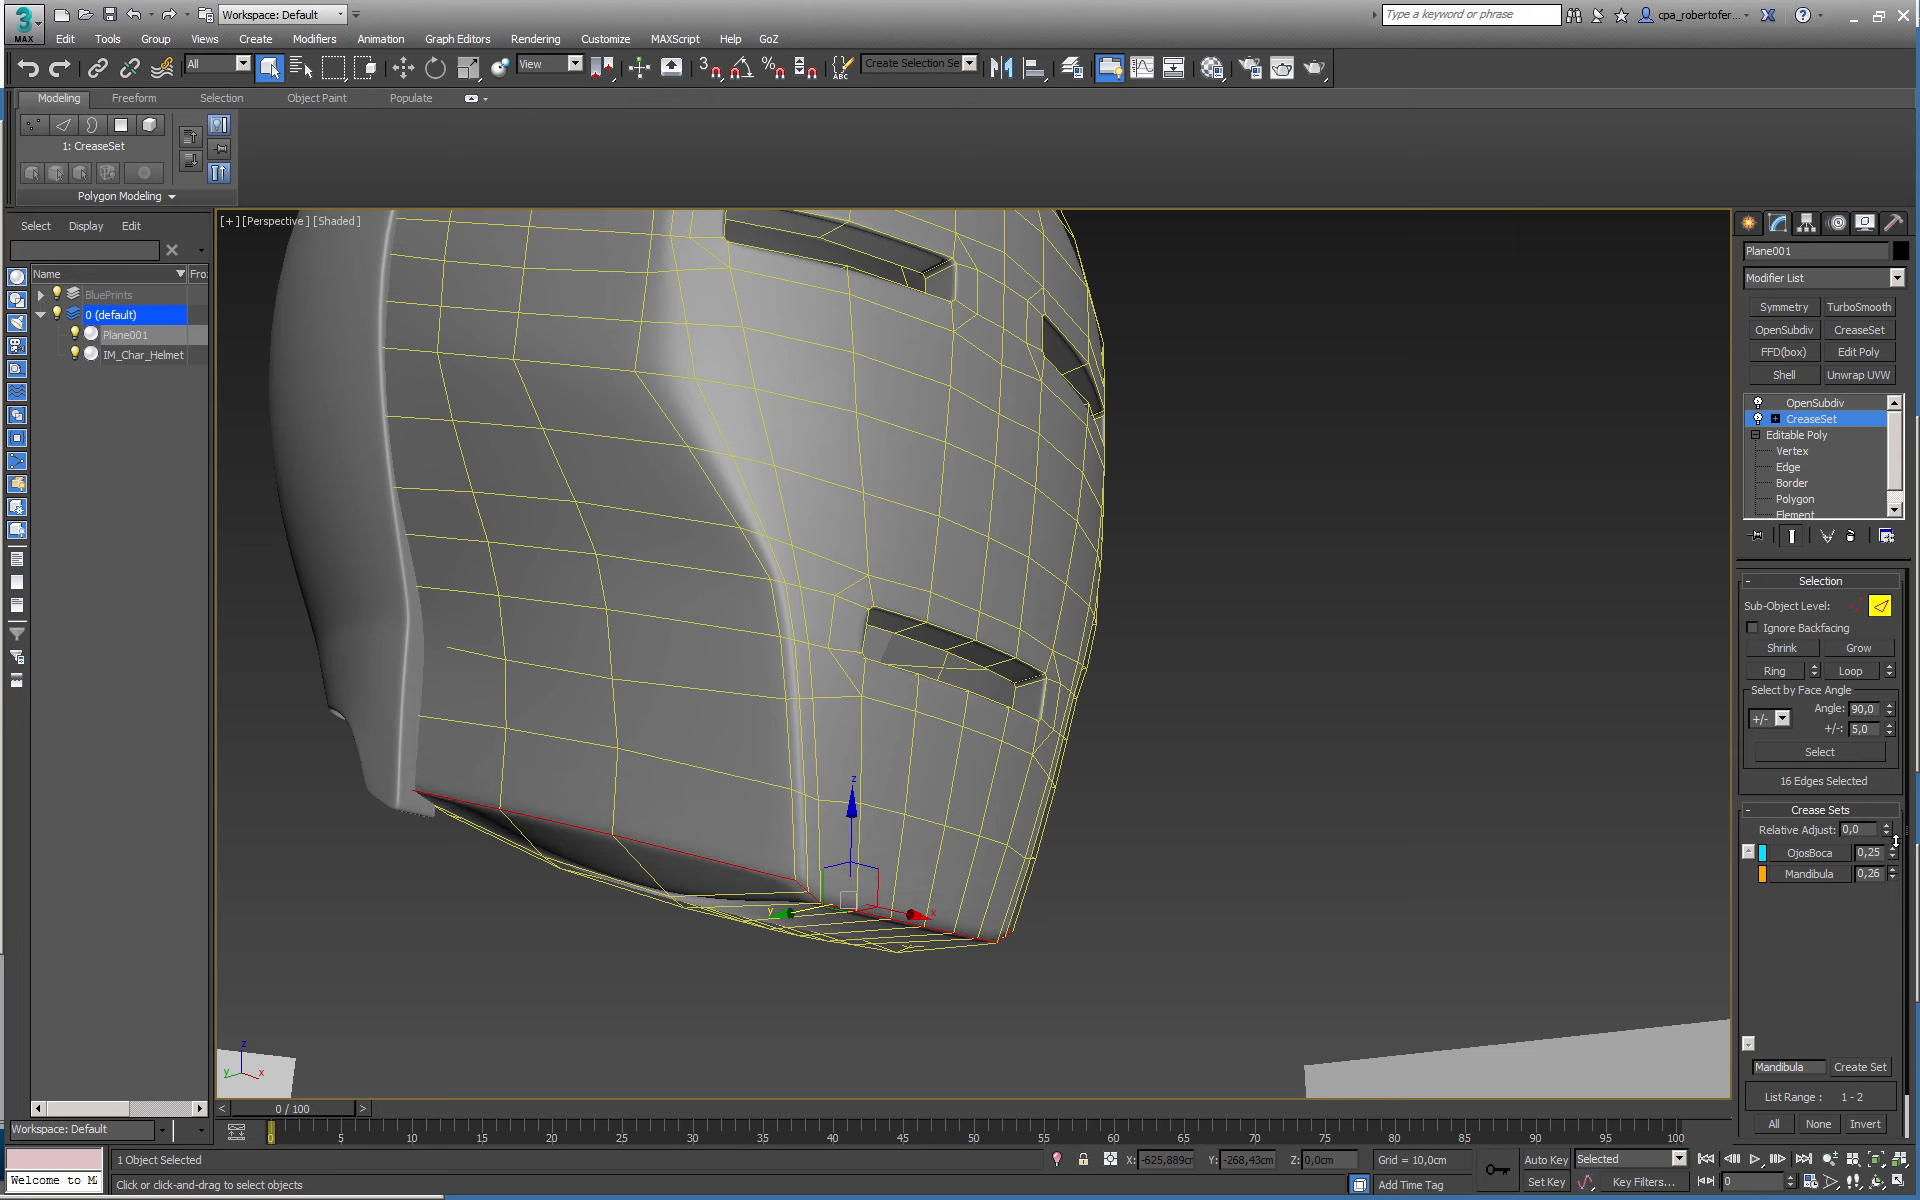 3
MAX
Workspace: Default
Type a keyword or phrase
cpa_robertofer...
Edit Tools Group Views Create Modifiers Animation Graph Editors Rendering Customize MAXScript Help GoZ
All
View
3
%
ABC
Create Selection Se
Modeling Freeform Selection Object Paint Populate
1: CreaseSet
Polygon Modeling
Select Display Edit
Name Fro
BluePrints
0 (default)
Plane001
IM_Char_Helmet
[+] [Perspective] [Shaded]
z
y
x
z
y
x
Plane001
Modifier List
Symmetry TurboSmooth
OpenSubdiv CreaseSet
FFD(box) Edit Poly
Shell Unwrap UVW
OpenSubdiv
CreaseSet
Editable Poly
Vertex
Edge
Border
Polygon
Element
- Selection
Sub-Object Level:
Ignore Backfacing
Shrink Grow
Ring Loop
Select by Face Angle
+/- Angle: 90,0
+/-: 5,0
Select
16 Edges Selected
- Crease Sets
Relative Adjust: 0,0
OjosBoca 0,25
Mandibula 0,26
Mandibula Create Set
List Range : 1 - 2
All None Invert
< 0 / 100 >
Workspace: Default
0 5 10 15 20 25 30 35 40 45 50 55 60 65 70 75 80 85 90 95 100
1 Object Selected X: -625,889cr Y: -268,43cm Z: 0,0cm Grid = 10,0cm Auto Key Selected
Welcome to M Click or click-and-drag to select objects Add Time Tag Set Key Key Filters... 0